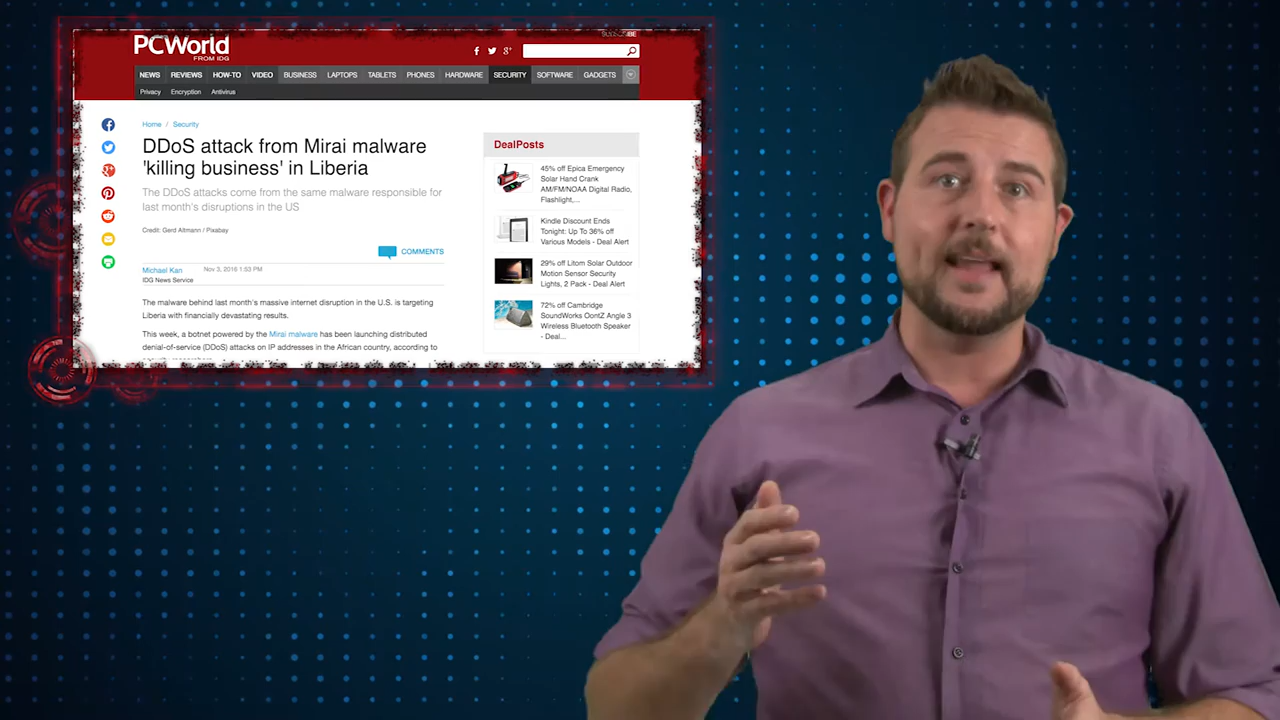 SUBSCRIBE
PCWorld
FROM IDG
NEWS REVIEWS HOW-TO VIDEO BUSINESS LAPTOPS TABLETS PHONES HARDWARE SECURITY SOFTWARE GADGETS
Privacy Encryption Antivirus
Home / Security
DDoS attack from Mirai malware
'killing business' in Liberia
The DDoS attacks come from the same malware responsible for
last month's disruptions in the US
Credit: Gerd Altmann / Pixabay
COMMENTS
Michael Kan Nov 3, 2016 1:53 PM
IDG News Service
The malware behind last month's massive internet disruption in the U.S. is targeting
Liberia with financially devastating results.
This week, a botnet powered by the Mirai malware has been launching distributed
denial-of-service (DDoS) attacks on IP addresses in the African country, according to
DealPosts
45% off Epica Emergency
Solar Hand Crank
AM/FM/NOAA Digital Radio,
Flashlight,...
Kindle Discount Ends
Tonight: Up To 36% off
Various Models - Deal Alert
29% off Litom Solar Outdoor
Motion Sensor Security
Lights, 2 Pack - Deal Alert
72% off Cambridge
SoundWorks OontZ Angle 3
Wireless Bluetooth Speaker
- Deal...